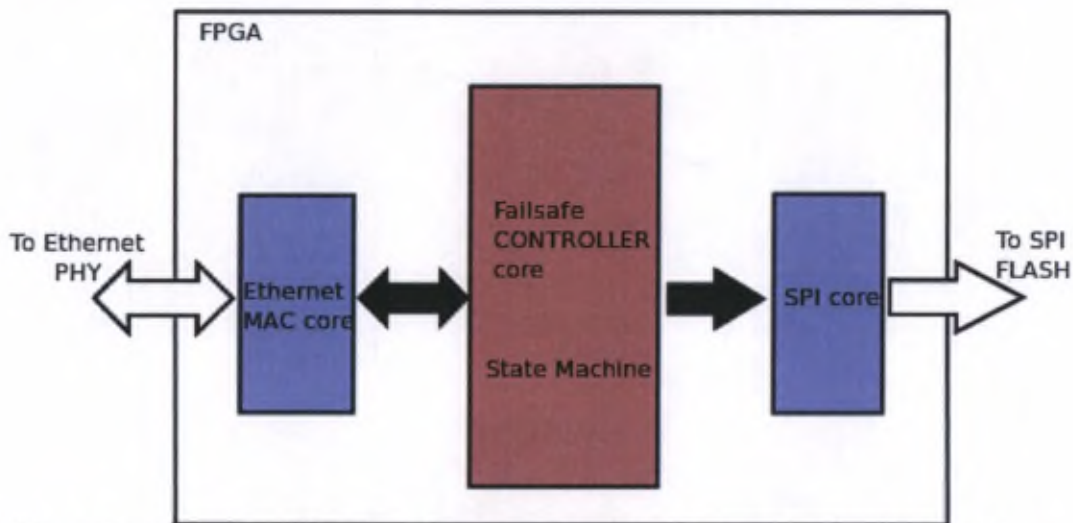 FPGA
To Ethernet
PHY
Ethernet
MAC core
Failsafe
CONTROLLER
core
State Machine
SPI core
To SPI
FLASH